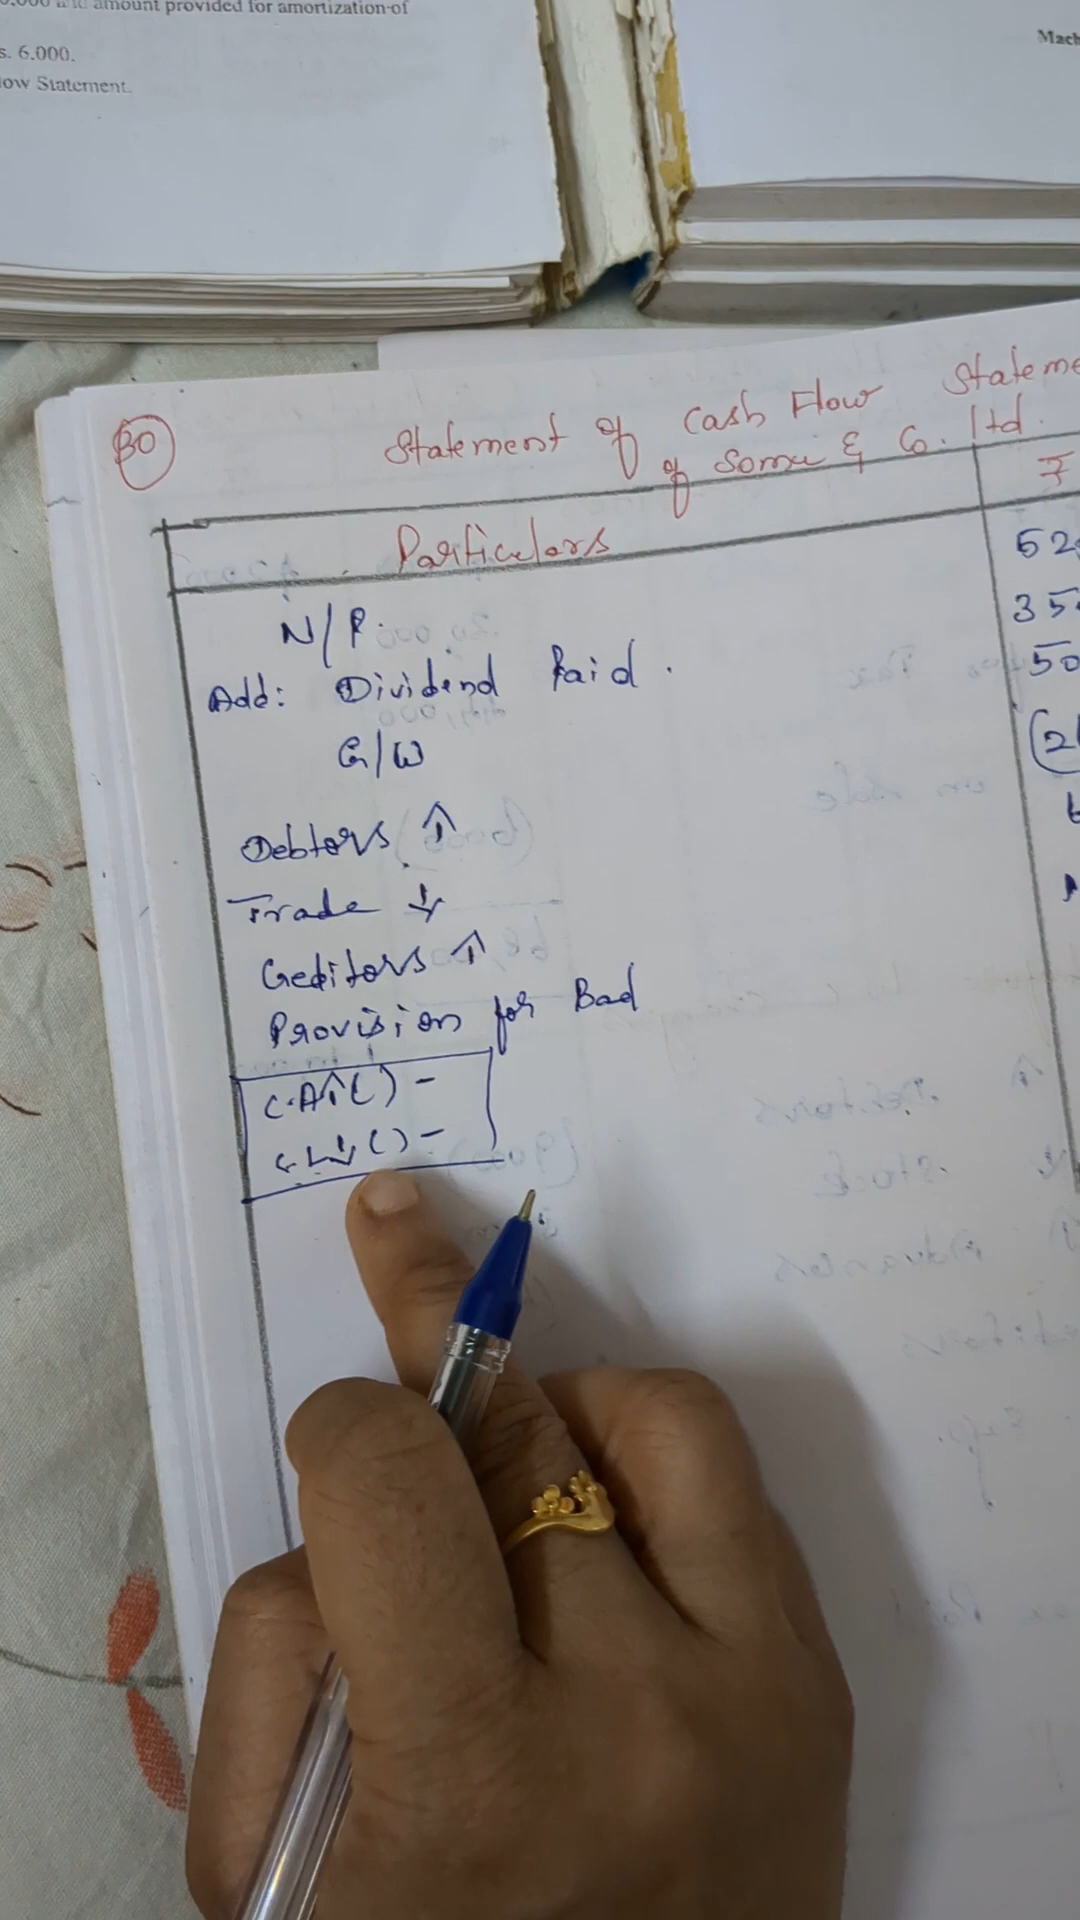 amount provided for amortization of
s. 6.000.
low Statement.
Mach
30
Statement of Cash Flow Stateme
of Somu & Co. ltd.
Particulars ₹
N/P. 52
Add: Dividend Paid. 35
G/W 50
(2
Debtors ↑
Trade ↓
Creditors ↑
Provision for Bad
C.A↑( ) -
C.L↓( ) -